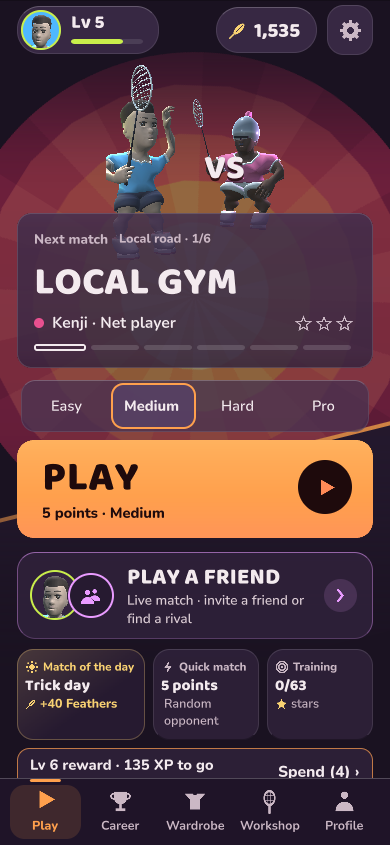 Lv 5
1,535
VS
Next match Local road · 1/6
LOCAL GYM
Kenji · Net player
Easy
Medium
Hard
Pro
PLAY
5 points · Medium
PLAY A FRIEND
Live match · invite a friend or
find a rival
Match of the day
Trick day
+40 Feathers
Quick match
5 points
Random
opponent
Training
0/63
stars
Lv 6 reward · 135 XP to go
Spend (4) ›
Play
Career
Wardrobe
Workshop
Profile